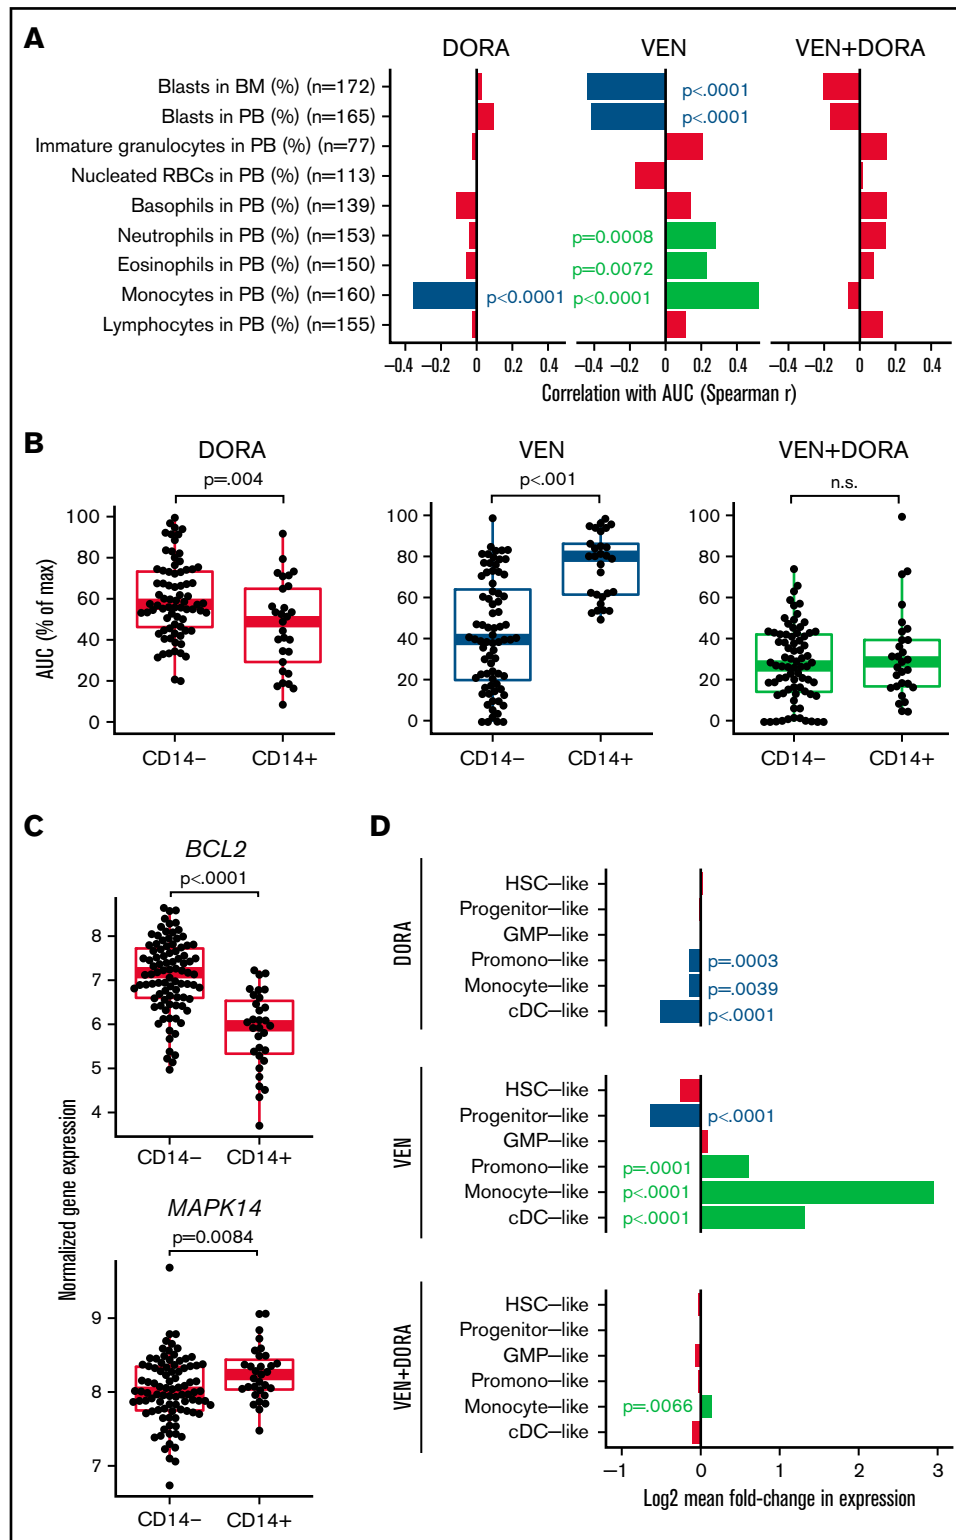 A
DORA VEN VEN+DORA
Blasts in BM (%) (n=172) p<.0001
Blasts in PB (%) (n=165) p<.0001
Immature granulocytes in PB (%) (n=77)
Nucleated RBCs in PB (%) (n=113)
Basophils in PB (%) (n=139)
Neutrophils in PB (%) (n=153) p=0.0008
Eosinophils in PB (%) (n=150) p=0.0072
Monocytes in PB (%) (n=160) p<0.0001 p<0.0001
Lymphocytes in PB (%) (n=155)
−0.4 −0.2 0 0.2 0.4 −0.4 −0.2 0 0.2 0.4 −0.4 −0.2 0 0.2 0.4
Correlation with AUC (Spearman r)
B
DORA VEN VEN+DORA
p=.004 p<.001 n.s.
AUC (% of max)
100 100 100
80 80 80
60 60 60
40 40 40
20 20 20
0 0 0
CD14− CD14+ CD14− CD14+ CD14− CD14+
C
Normalized gene expression
BCL2
p<.0001
8
7
6
5
4
CD14− CD14+
MAPK14
p=0.0084
9
8
7
CD14− CD14+
D
DORA
HSC−like
Progenitor−like
GMP−like
Promono−like p=.0003
Monocyte−like p=.0039
cDC−like p<.0001
VEN
HSC−like
Progenitor−like p<.0001
GMP−like
Promono−like p=.0001
Monocyte−like p<.0001
cDC−like p<.0001
VEN+DORA
HSC−like
Progenitor−like
GMP−like
Promono−like
Monocyte−like p=.0066
cDC−like
−1 0 1 2 3
Log2 mean fold-change in expression